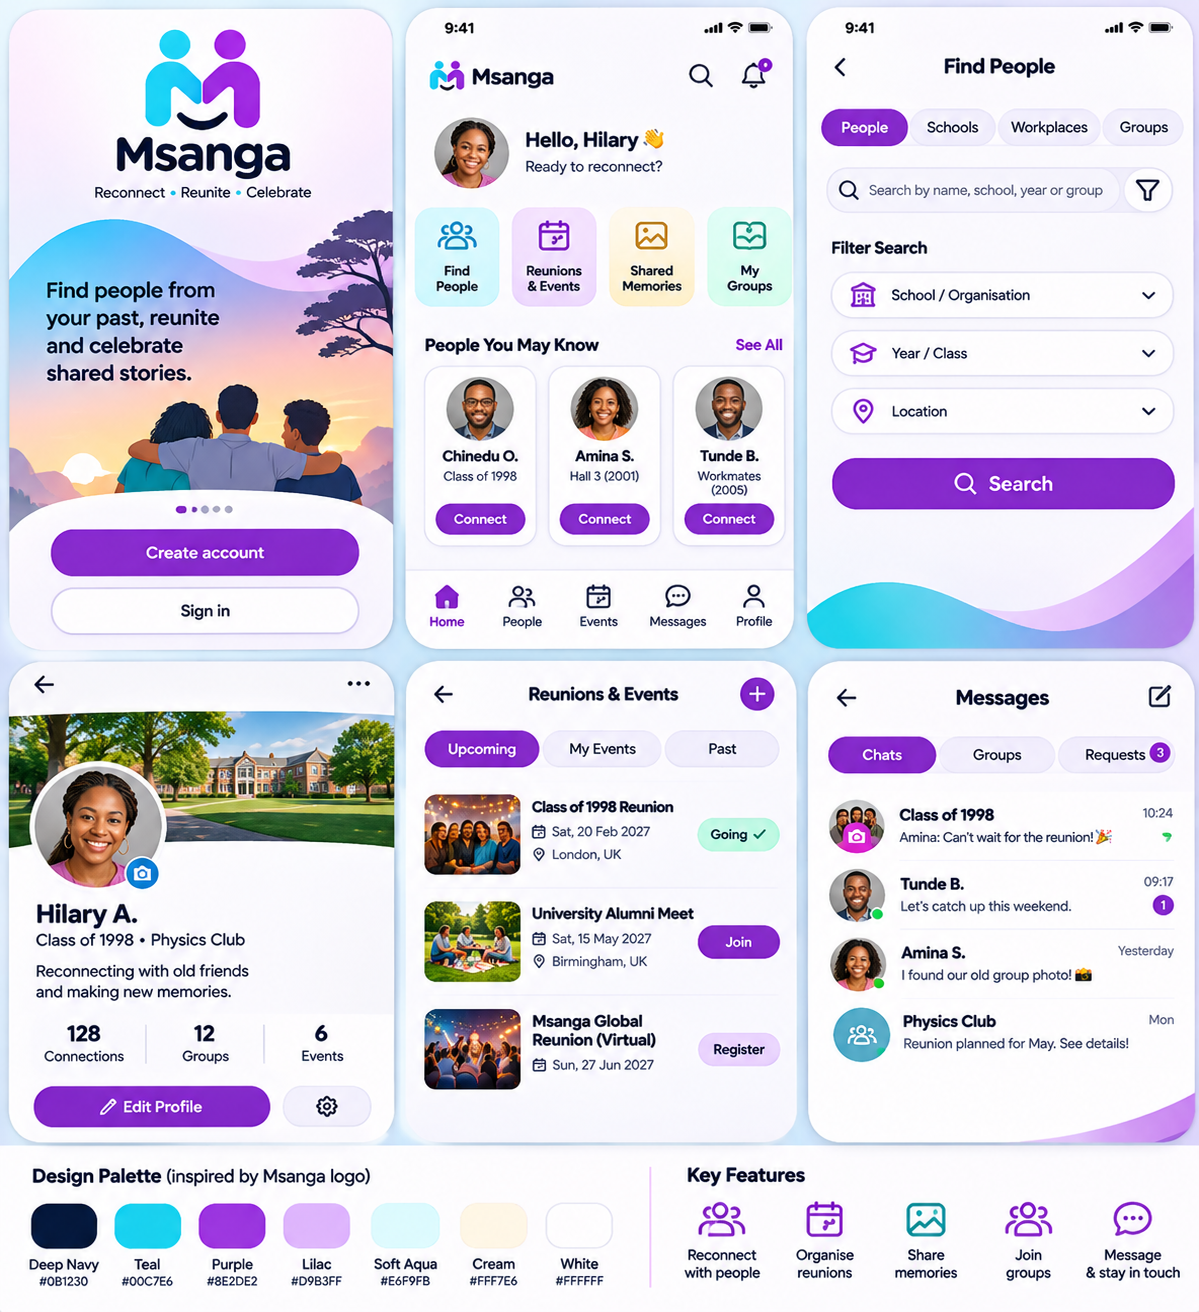 Msanga
Reconnect • Reunite • Celebrate
Find people from
your past, reunite
and celebrate
shared stories.
Create account
Sign in
9:41
Msanga
Hello, Hilary 👋
Ready to reconnect?
Find
People
Reunions
& Events
Shared
Memories
My
Groups
People You May Know
See All
Chinedu O.
Class of 1998
Connect
Amina S.
Hall 3 (2001)
Connect
Tunde B.
Workmates
(2005)
Connect
Home
People
Events
Messages
Profile
9:41
Find People
People
Schools
Workplaces
Groups
Search by name, school, year or group
Filter Search
School / Organisation
Year / Class
Location
Search
Hilary A.
Class of 1998 • Physics Club
Reconnecting with old friends
and making new memories.
128
Connections
12
Groups
6
Events
Edit Profile
Reunions & Events
Upcoming
My Events
Past
Class of 1998 Reunion
Sat, 20 Feb 2027
London, UK
Going ✓
University Alumni Meet
Sat, 15 May 2027
Birmingham, UK
Join
Msanga Global
Reunion (Virtual)
Sun, 27 Jun 2027
Register
Messages
Chats
Groups
Requests 3
Class of 1998
10:24
Amina: Can't wait for the reunion! 🎉
Tunde B.
09:17
Let's catch up this weekend.
1
Amina S.
Yesterday
I found our old group photo! 📸
Physics Club
Mon
Reunion planned for May. See details!
Design Palette (inspired by Msanga logo)
Deep Navy
#0B1230
Teal
#00C7E6
Purple
#8E2DE2
Lilac
#D9B3FF
Soft Aqua
#E6F9FB
Cream
#FFF7E6
White
#FFFFFF
Key Features
Reconnect
with people
Organise
reunions
Share
memories
Join
groups
Message
& stay in touch